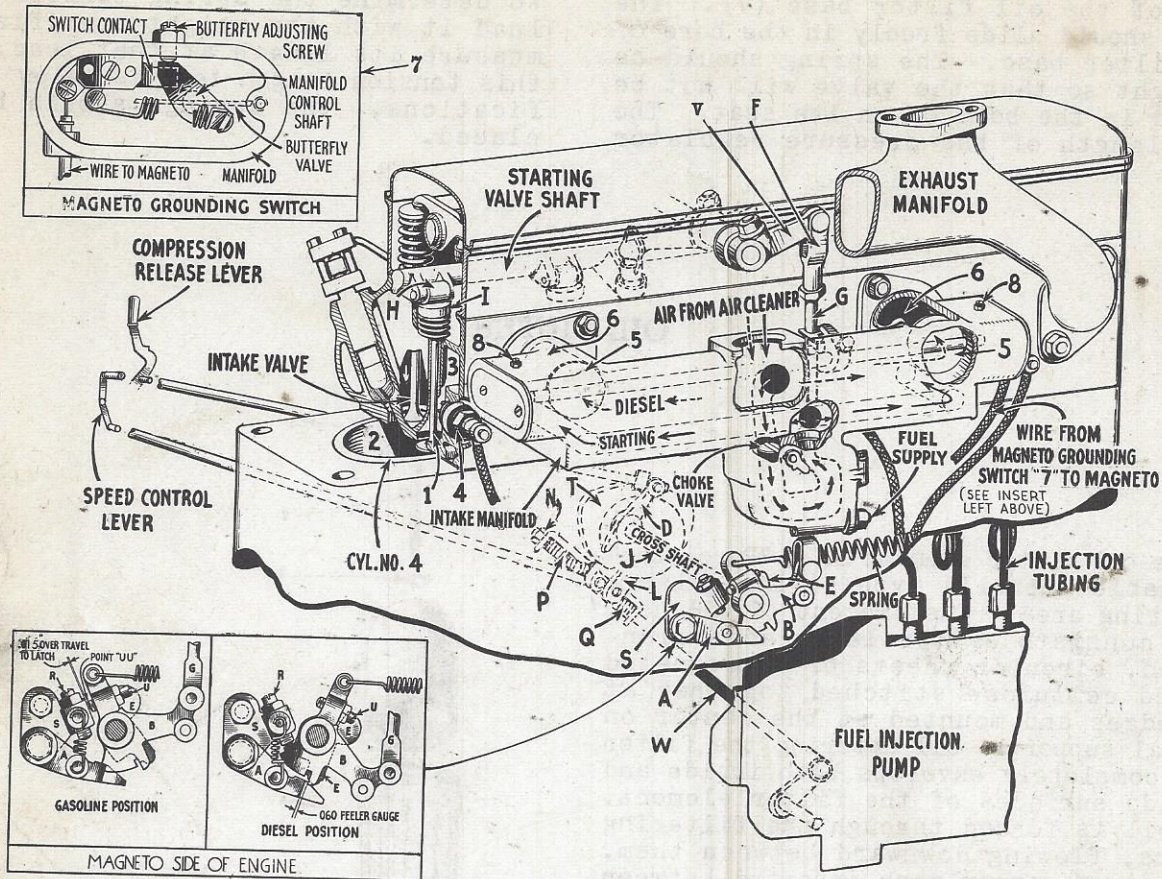 SWITCH CONTACT
BUTTERFLY ADJUSTING
SCREW
7
MANIFOLD
CONTROL
SHAFT
BUTTERFLY
VALVE
WIRE TO MAGNETO
MANIFOLD
MAGNETO GROUNDING SWITCH
V
F
STARTING
VALVE SHAFT
EXHAUST
MANIFOLD
COMPRESSION
RELEASE LEVER
H
I
AIR FROM AIR CLEANER
G
6
8
6
8
5
5
3
INTAKE VALVE
DIESEL
STARTING
2
1
4
SPEED CONTROL
LEVER
CYL. NO. 4
INTAKE MANIFOLD
CHOKE
VALVE
FUEL
SUPPLY
WIRE FROM
MAGNETO GROUNDING
SWITCH "7" TO MAGNETO
(SEE INSERT
LEFT ABOVE)
N
T
D
CROSS SHAFT
J
P
L
Q
E
B
SPRING
INJECTION
TUBING
S
A
W
FUEL INJECTION
PUMP
OVER TRAVEL
TO LATCH
POINT "UU"
R
U
G
S
E
B
A
GASOLINE POSITION
R
U
G
S
E
B
A
E
.060 FEELER GAUGE
DIESEL POSITION
MAGNETO SIDE OF ENGINE